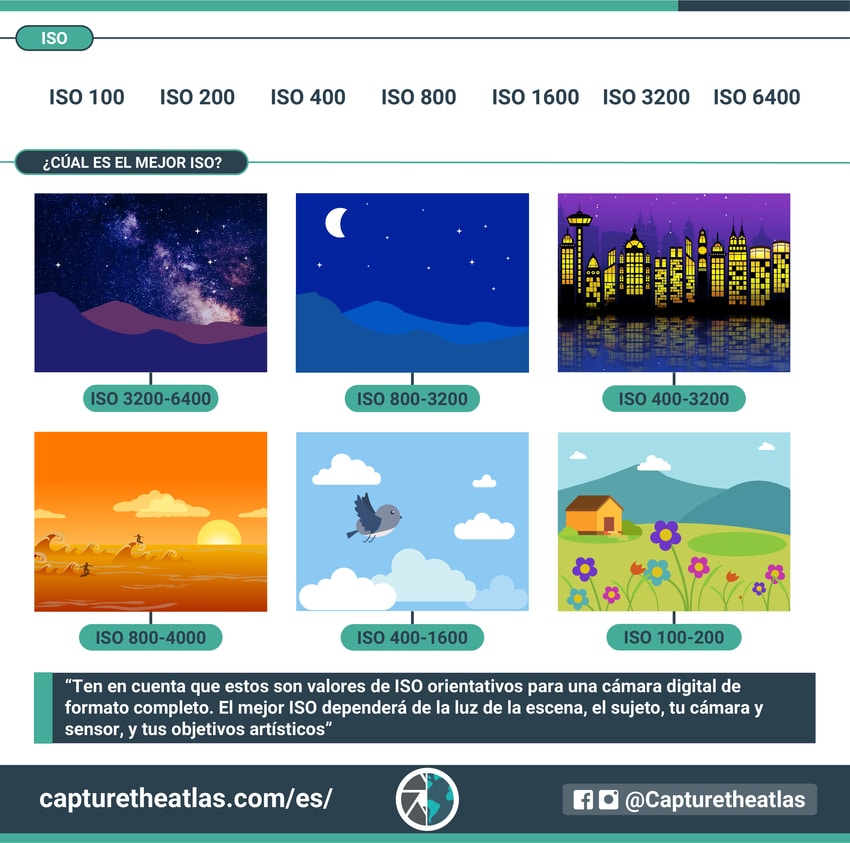 ISO
ISO 100 ISO 200 ISO 400 ISO 800 ISO 1600 ISO 3200 ISO 6400
¿CÚAL ES EL MEJOR ISO?
ISO 3200-6400 ISO 800-3200 ISO 400-3200
ISO 800-4000 ISO 400-1600 ISO 100-200
“Ten en cuenta que estos son valores de ISO orientativos para una cámara digital de
formato completo. El mejor ISO dependerá de la luz de la escena, el sujeto, tu cámara y
sensor, y tus objetivos artísticos”
capturetheatlas.com/es/ @Capturetheatlas